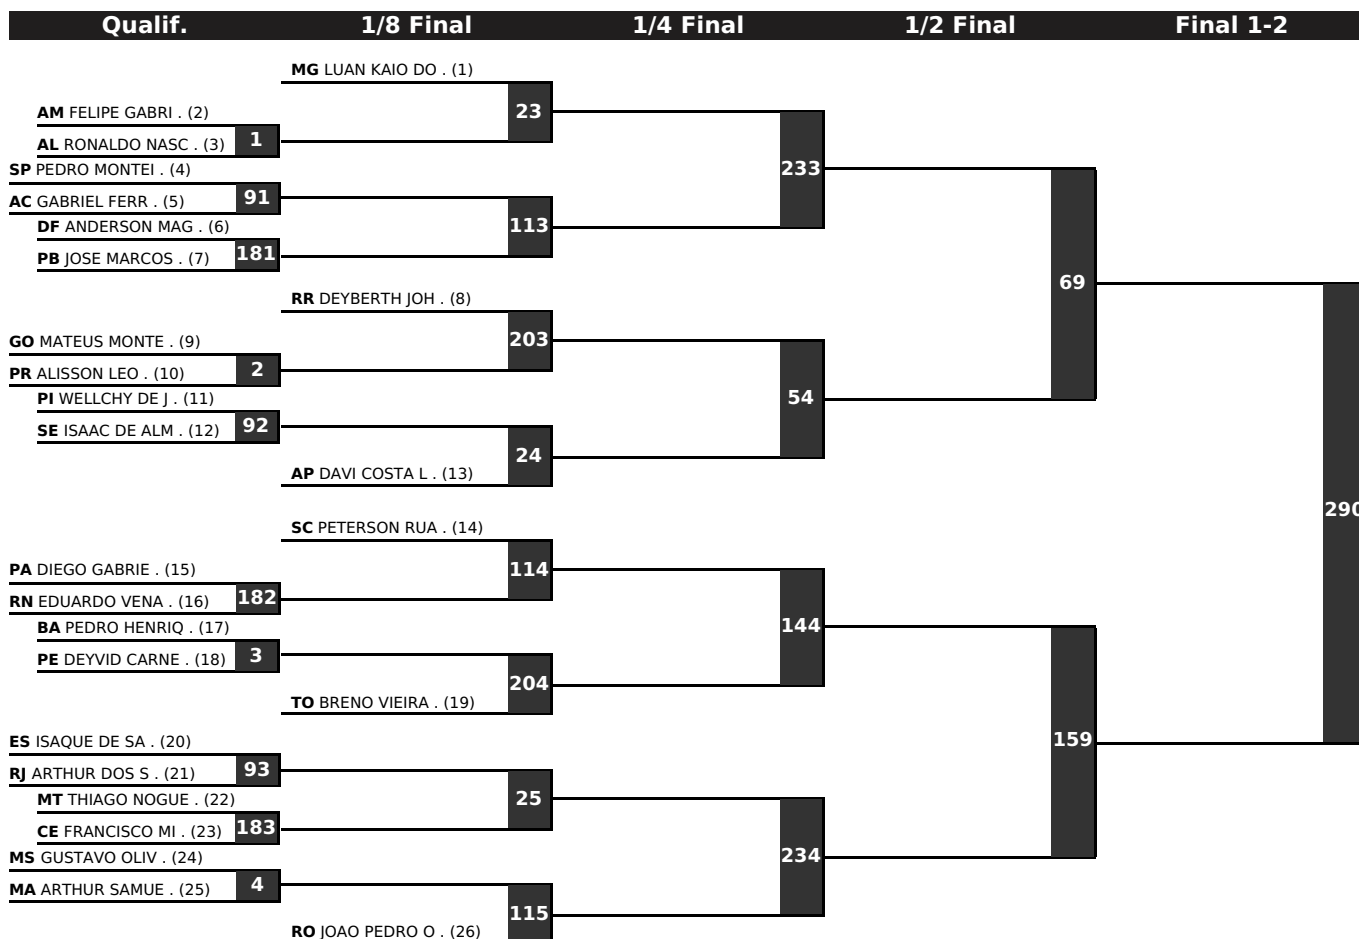 Qualif. 1/8 Final 1/4 Final 1/2 Final Final 1-2
MG LUAN KAIO DO . (1)
23
AM FELIPE GABRI . (2)
1
AL RONALDO NASC . (3)
233
SP PEDRO MONTEI . (4)
91
AC GABRIEL FERR . (5)
113
DF ANDERSON MAG . (6)
181
PB JOSE MARCOS . (7)
69
RR DEYBERTH JOH . (8)
203
GO MATEUS MONTE . (9)
2
PR ALISSON LEO . (10)
54
PI WELLCHY DE J . (11)
92
SE ISAAC DE ALM . (12)
24
AP DAVI COSTA L . (13)
290
SC PETERSON RUA . (14)
114
PA DIEGO GABRIE . (15)
182
RN EDUARDO VENA . (16)
144
BA PEDRO HENRIQ . (17)
3
PE DEYVID CARNE . (18)
204
TO BRENO VIEIRA . (19)
159
ES ISAQUE DE SA . (20)
93
RJ ARTHUR DOS S . (21)
25
MT THIAGO NOGUE . (22)
183
CE FRANCISCO MI . (23)
234
MS GUSTAVO OLIV . (24)
4
MA ARTHUR SAMUE . (25)
115
RO JOAO PEDRO O . (26)